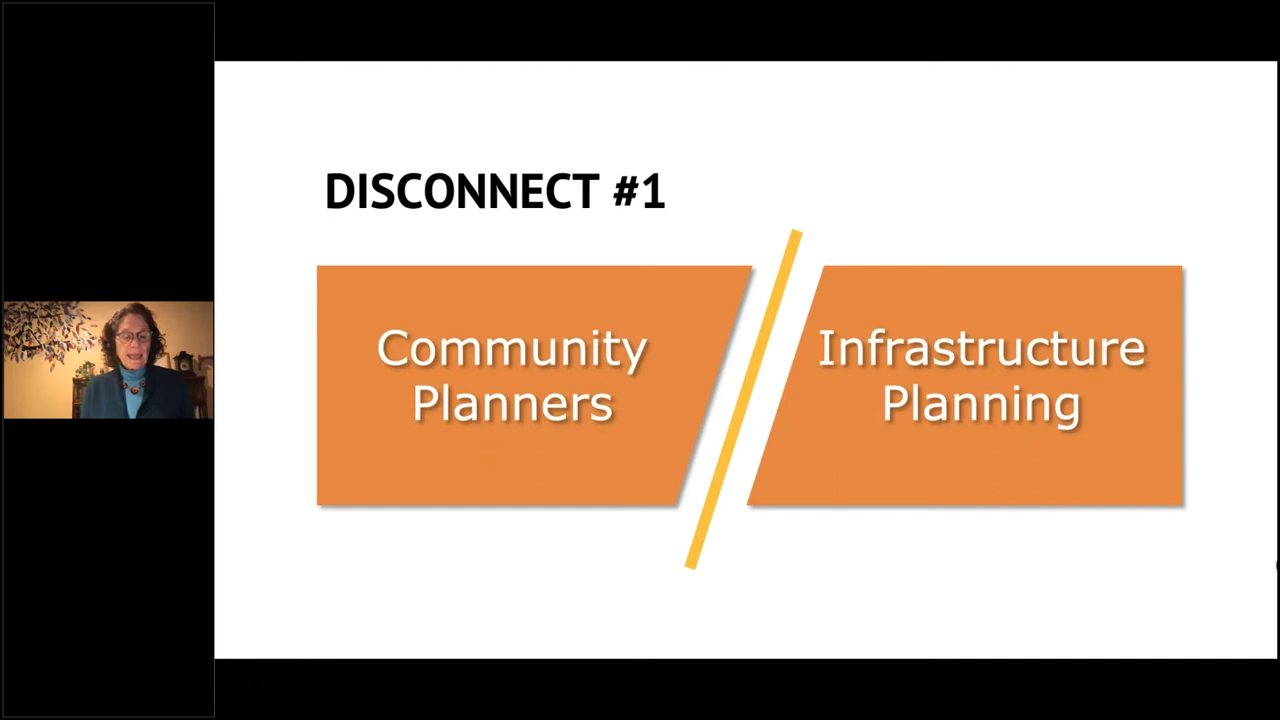 DISCONNECT #1
Community
Planners
Infrastructure
Planning